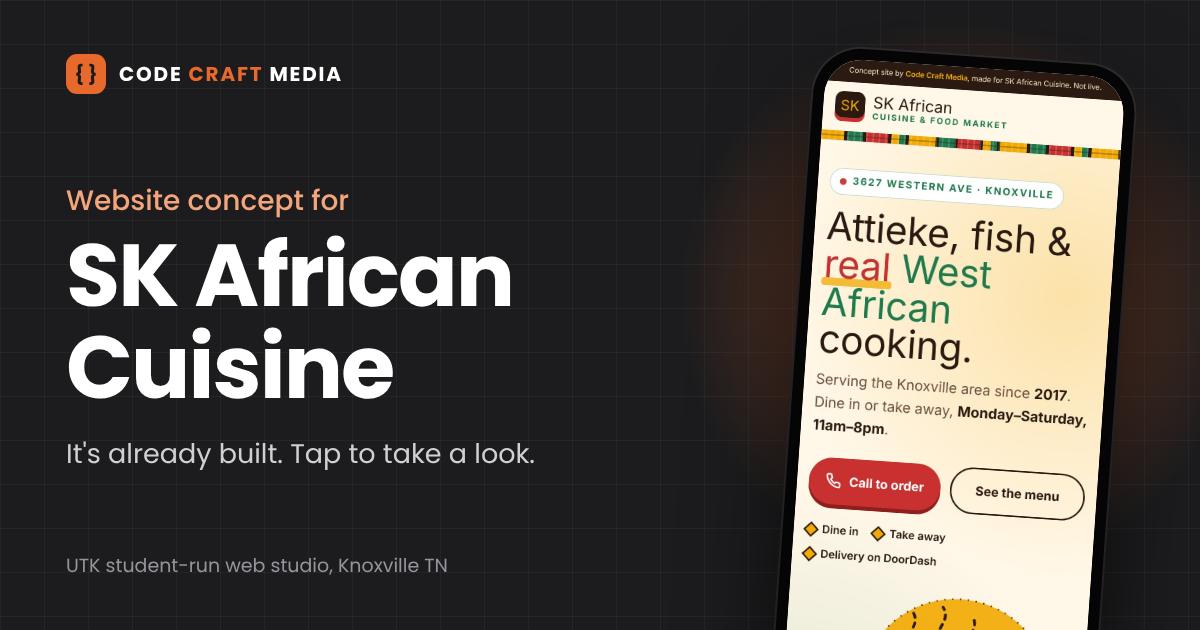 { }
CODE CRAFT MEDIA
Website concept for
SK African
Cuisine
It's already built. Tap to take a look.
UTK student-run web studio, Knoxville TN
Concept site by Code Craft Media, made for SK African Cuisine. Not live.
SK
SK African
CUISINE & FOOD MARKET
3627 WESTERN AVE · KNOXVILLE
Attieke, fish &
real West
African
cooking.
Serving the Knoxville area since 2017.
Dine in or take away, Monday–Saturday,
11am–8pm.
Call to order
See the menu
Dine in
Take away
Delivery on DoorDash